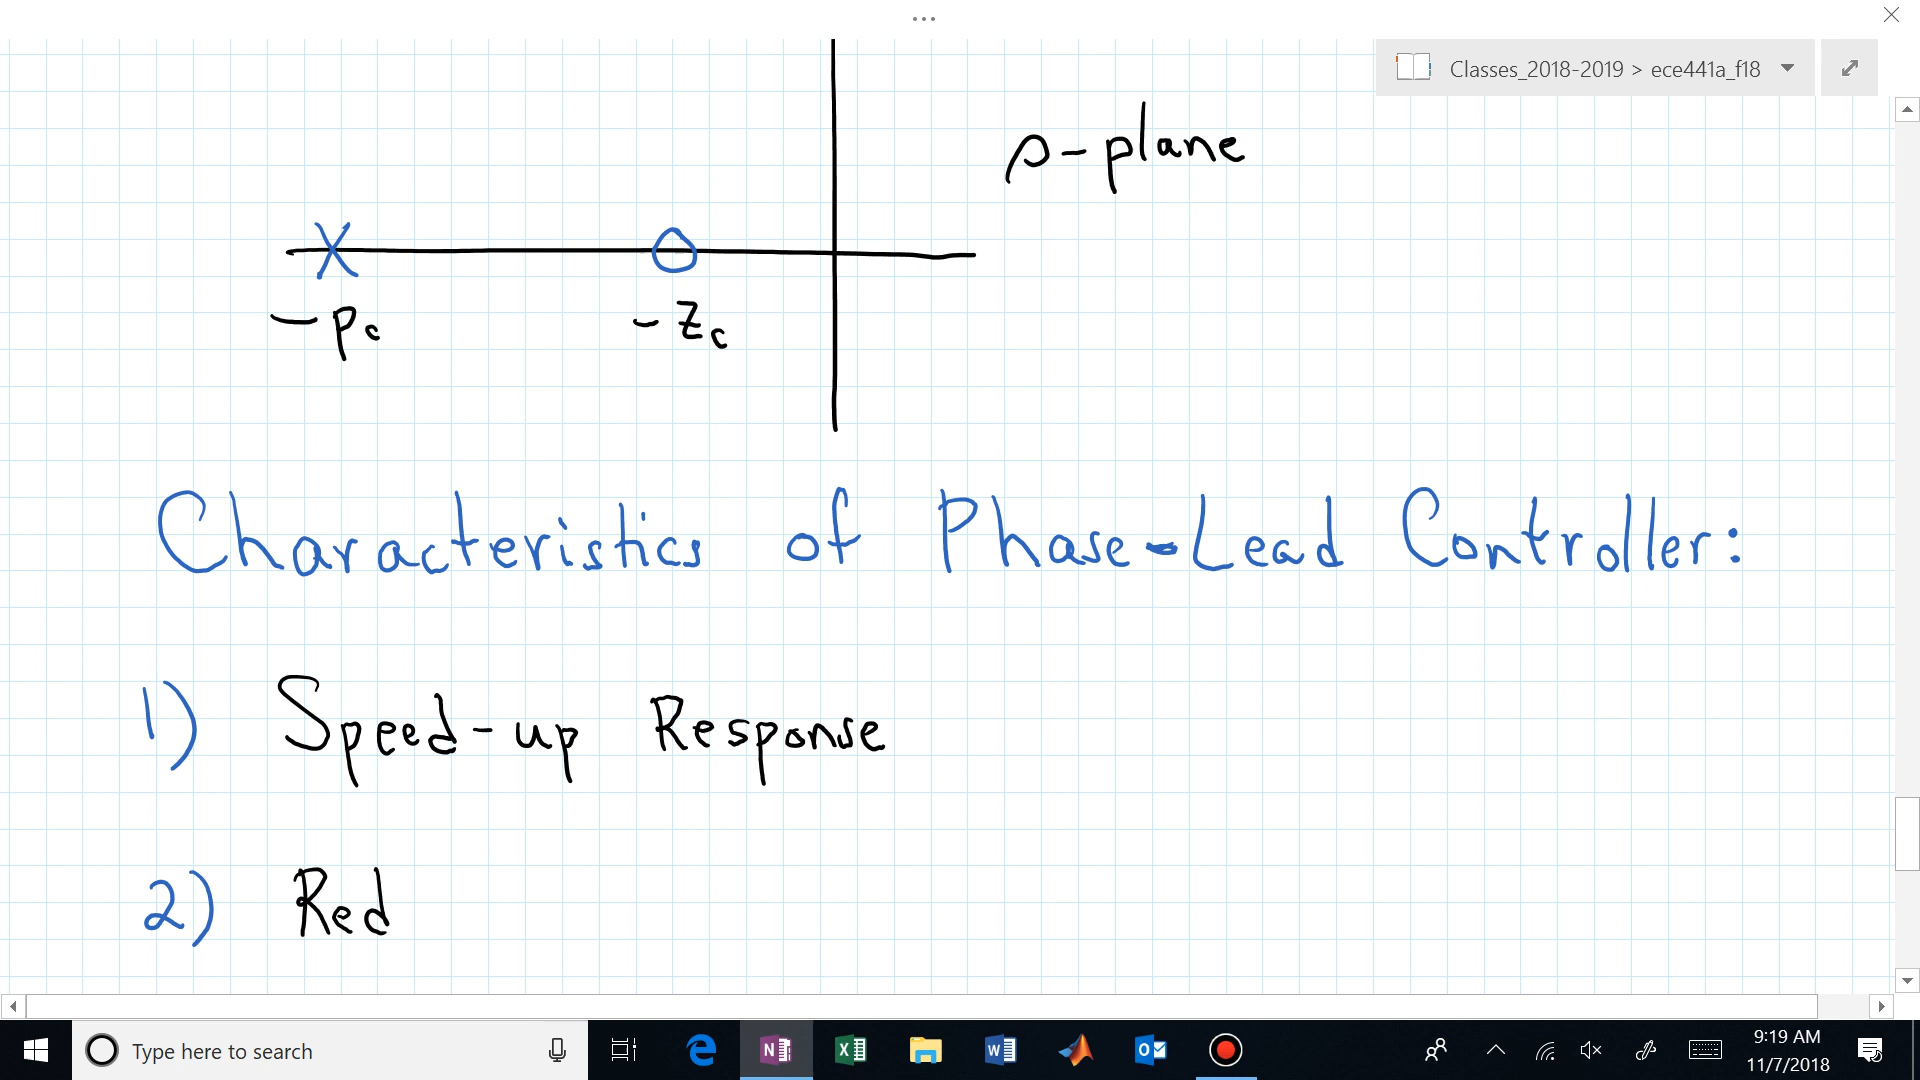 Classes_2018-2019 > ece441a_f18
s-plane
-pc
-zc
Characteristics of Phase-Lead Controller:
1) Speed-up Response
2) Red
Type here to search
9:19 AM
11/7/2018